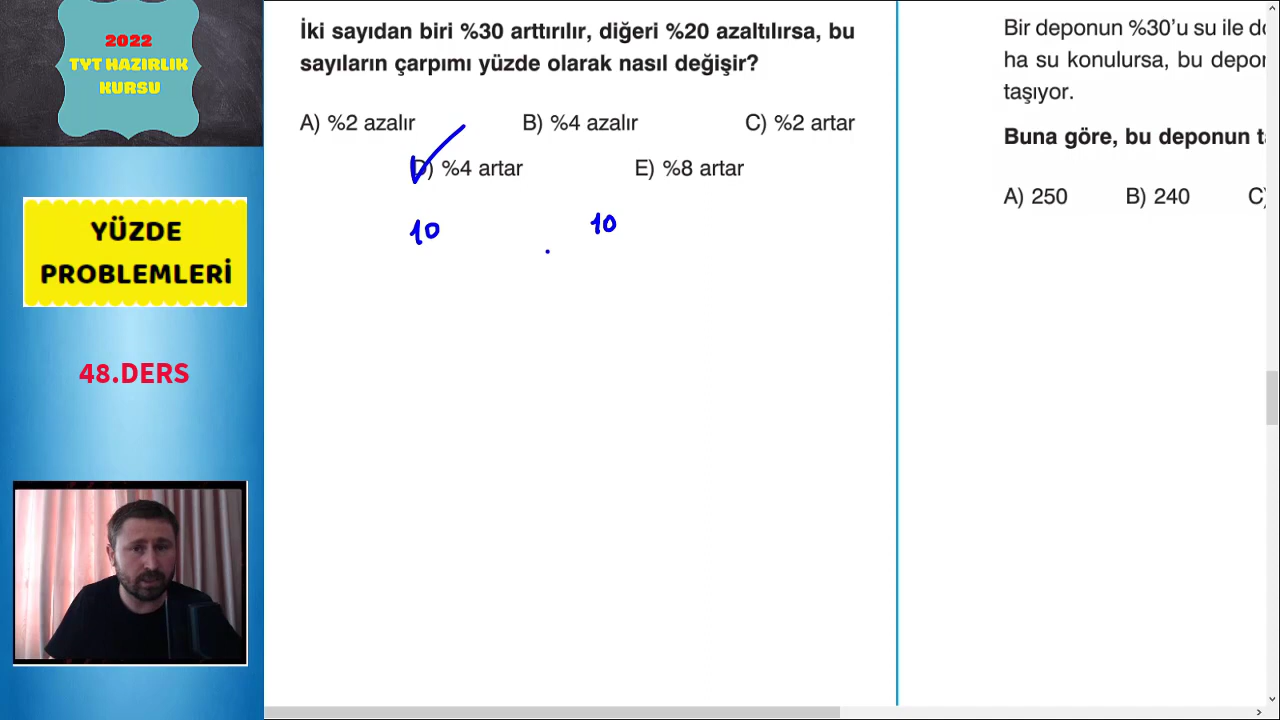 2022
TYT HAZIRLIK
KURSU
YÜZDE
PROBLEMLERİ
48.DERS
İki sayıdan biri %30 arttırılır, diğeri %20 azaltılırsa, bu
sayıların çarpımı yüzde olarak nasıl değişir?
A) %2 azalır B) %4 azalır C) %2 artar
D) %4 artar E) %8 artar
10 10
Bir deponun %30'u su ile do
ha su konulursa, bu depon
taşıyor.
Buna göre, bu deponun ta
A) 250 B) 240 C)